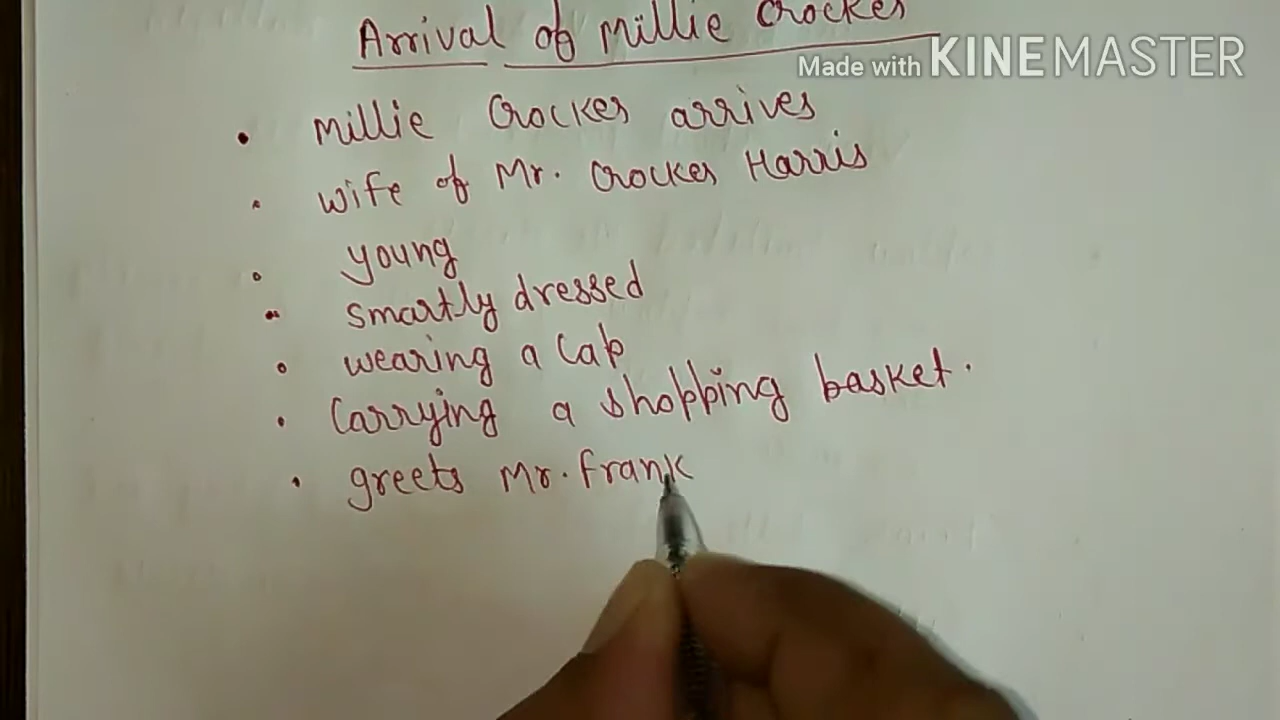 Arrival of Millie Crocker
Made with KINEMASTER
• Millie Crocker arrives
• wife of Mr. Crocker Harris
• young
• smartly dressed
• wearing a cap
• Carrying a shopping basket.
• greets Mr. Frank